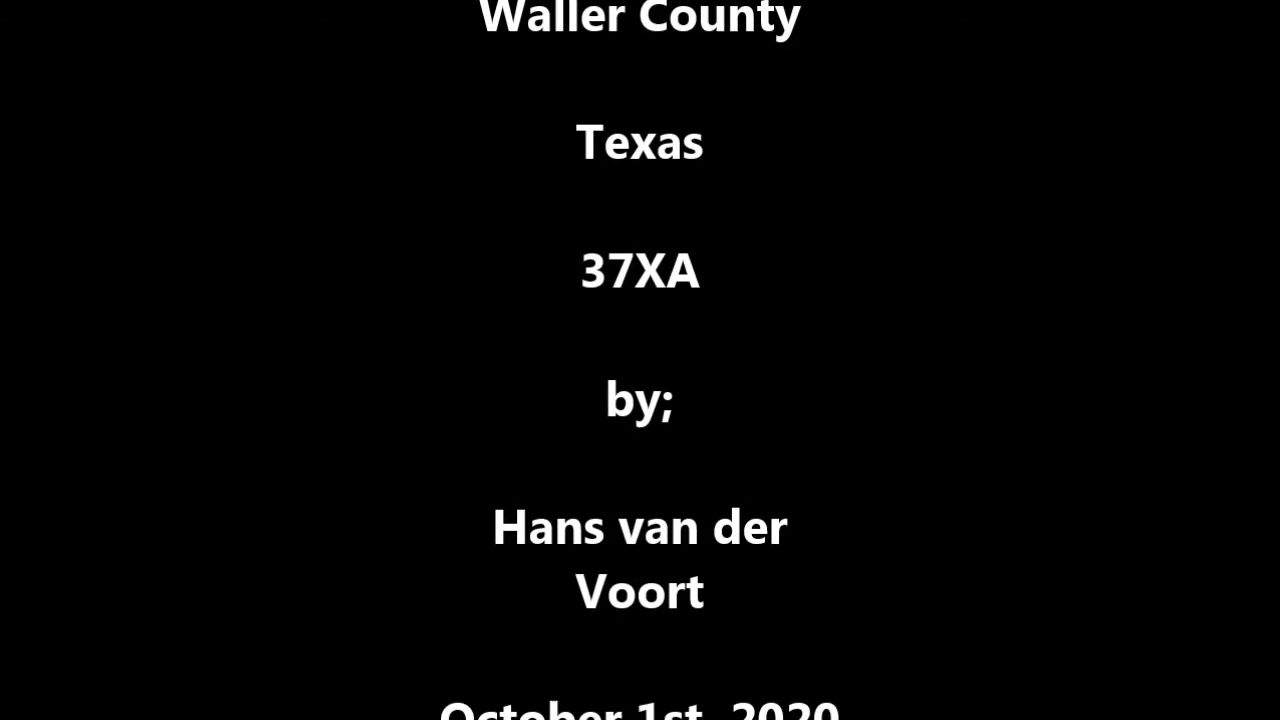 Waller County
Texas
37XA
by;
Hans van der
Voort
October 1st, 2020